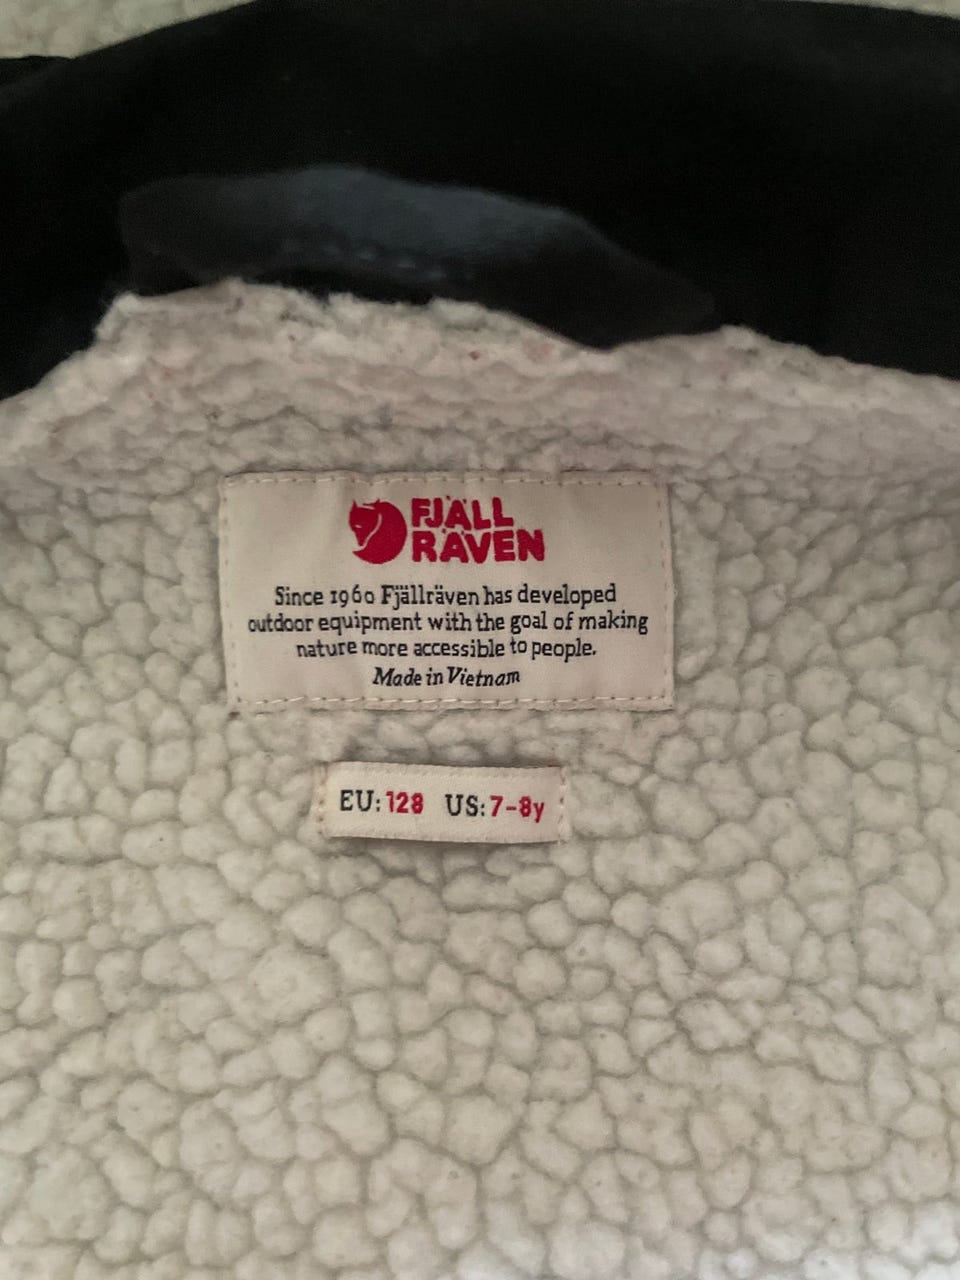 FJÄLL
RÄVEN
Since 1960 Fjällräven has developed
outdoor equipment with the goal of making
nature more accessible to people.
Made in Vietnam
EU: 128 US: 7-8y